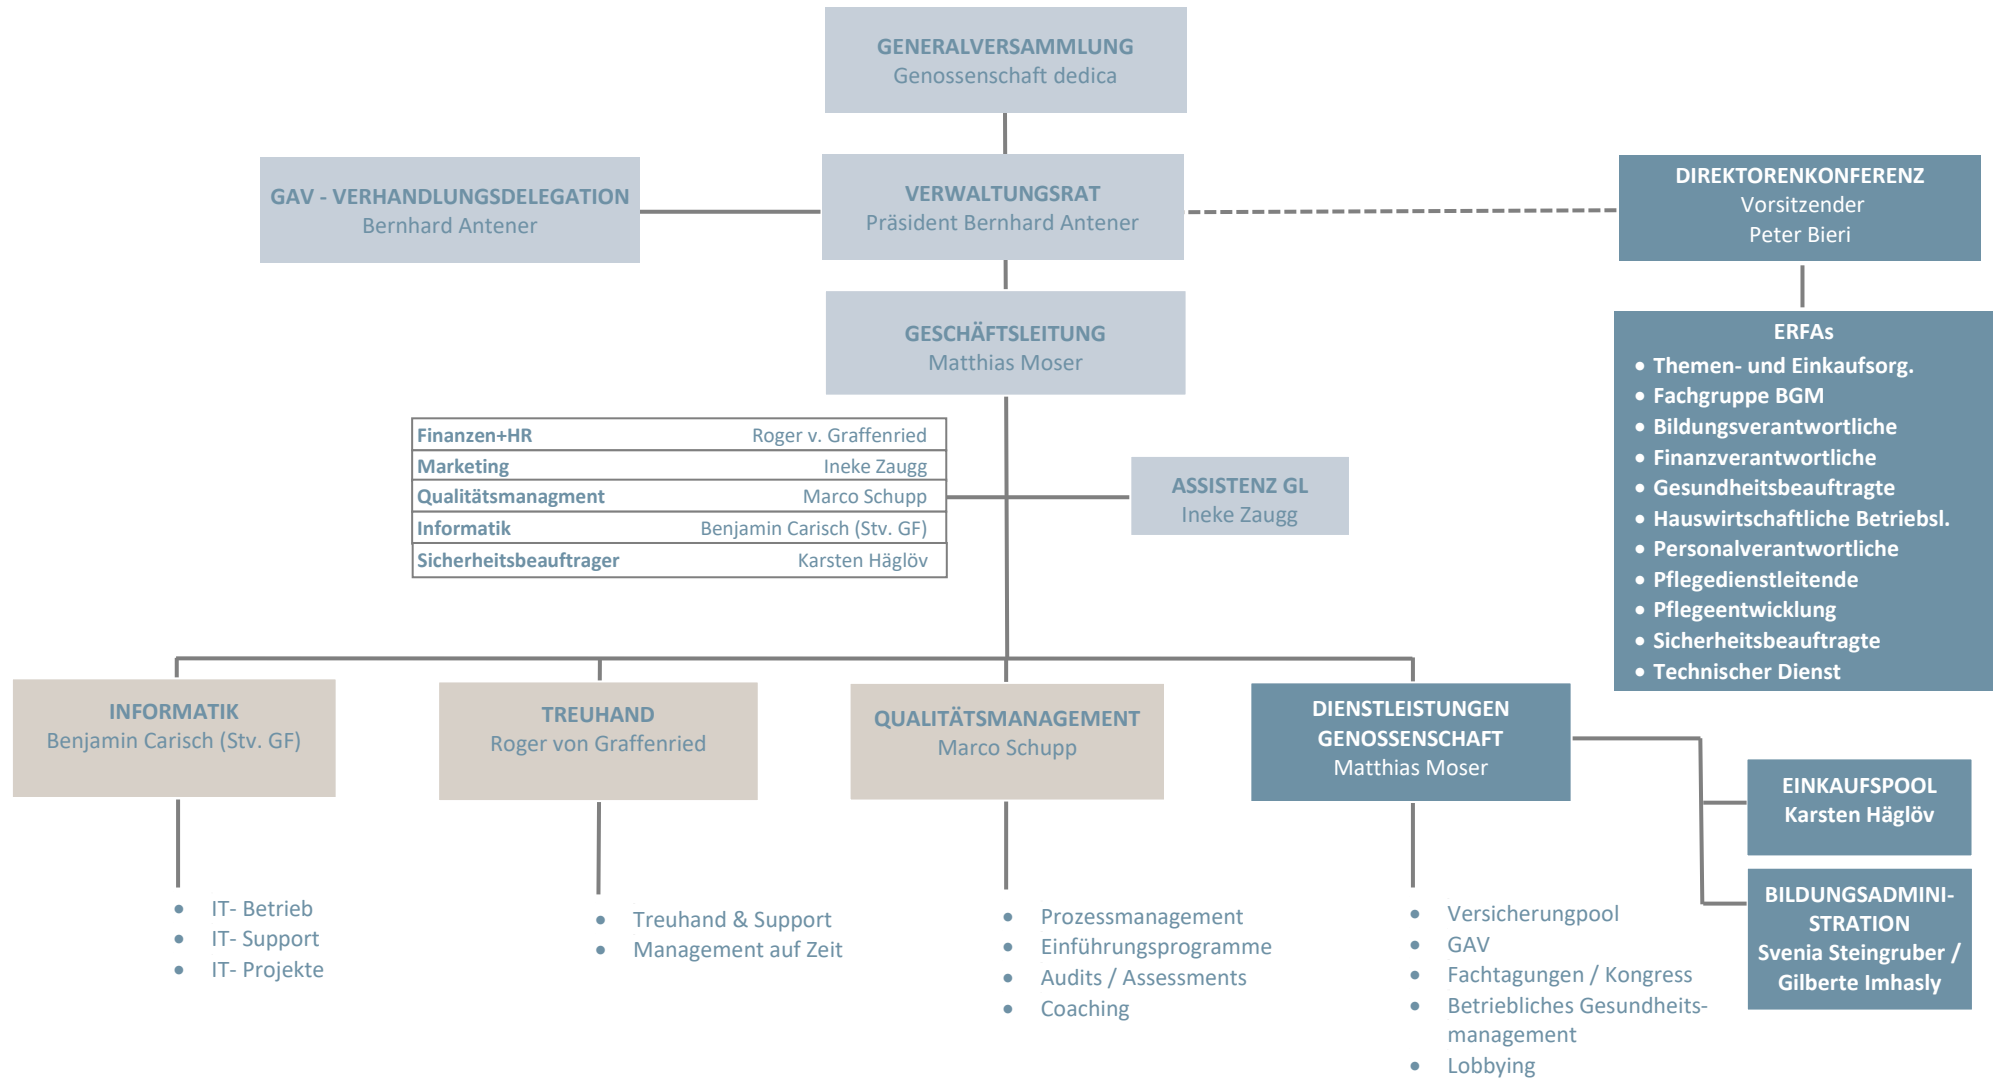 GENERALVERSAMMLUNG
Genossenschaft dedica
GAV - VERHANDLUNGSDELEGATION
Bernhard Antener
VERWALTUNGSRAT
Präsident Bernhard Antener
DIREKTORENKONFERENZ
Vorsitzender
Peter Bieri
GESCHÄFTSLEITUNG
Matthias Moser
ERFAs
• Themen- und Einkaufsorg.
• Fachgruppe BGM
• Bildungsverantwortliche
• Finanzverantwortliche
• Gesundheitsbeauftragte
• Hauswirtschaftliche Betriebsl.
• Personalverantwortliche
• Pflegedienstleitende
• Pflegeentwicklung
• Sicherheitsbeauftragte
• Technischer Dienst
Finanzen+HR Roger v. Graffenried
Marketing Ineke Zaugg
Qualitätsmanagment Marco Schupp
Informatik Benjamin Carisch (Stv. GF)
Sicherheitsbeauftrager Karsten Häglöv
ASSISTENZ GL
Ineke Zaugg
INFORMATIK
Benjamin Carisch (Stv. GF)
TREUHAND
Roger von Graffenried
QUALITÄTSMANAGEMENT
Marco Schupp
DIENSTLEISTUNGEN
GENOSSENSCHAFT
Matthias Moser
EINKAUFSPOOL
Karsten Häglöv
BILDUNGSADMINI-
STRATION
Svenia Steingruber /
Gilberte Imhasly
• IT- Betrieb
• IT- Support
• IT- Projekte
• Treuhand & Support
• Management auf Zeit
• Prozessmanagement
• Einführungsprogramme
• Audits / Assessments
• Coaching
• Versicherungpool
• GAV
• Fachtagungen / Kongress
• Betriebliches Gesundheits-
management
• Lobbying